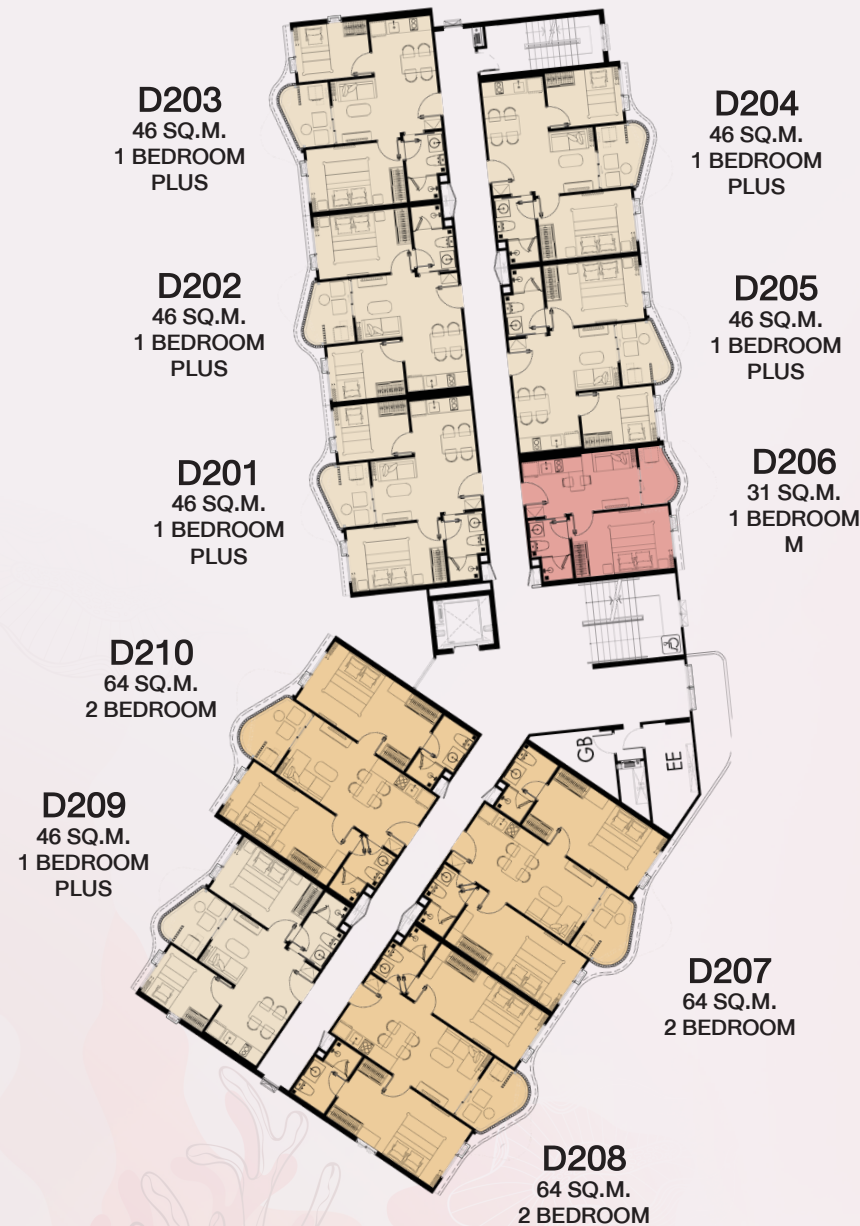 D203
46 SQ.M.
1 BEDROOM
PLUS
D204
46 SQ.M.
1 BEDROOM
PLUS
D202
46 SQ.M.
1 BEDROOM
PLUS
D205
46 SQ.M.
1 BEDROOM
PLUS
D201
46 SQ.M.
1 BEDROOM
PLUS
D206
31 SQ.M.
1 BEDROOM
M
D210
64 SQ.M.
2 BEDROOM
GB
EE
D209
46 SQ.M.
1 BEDROOM
PLUS
D207
64 SQ.M.
2 BEDROOM
D208
64 SQ.M.
2 BEDROOM